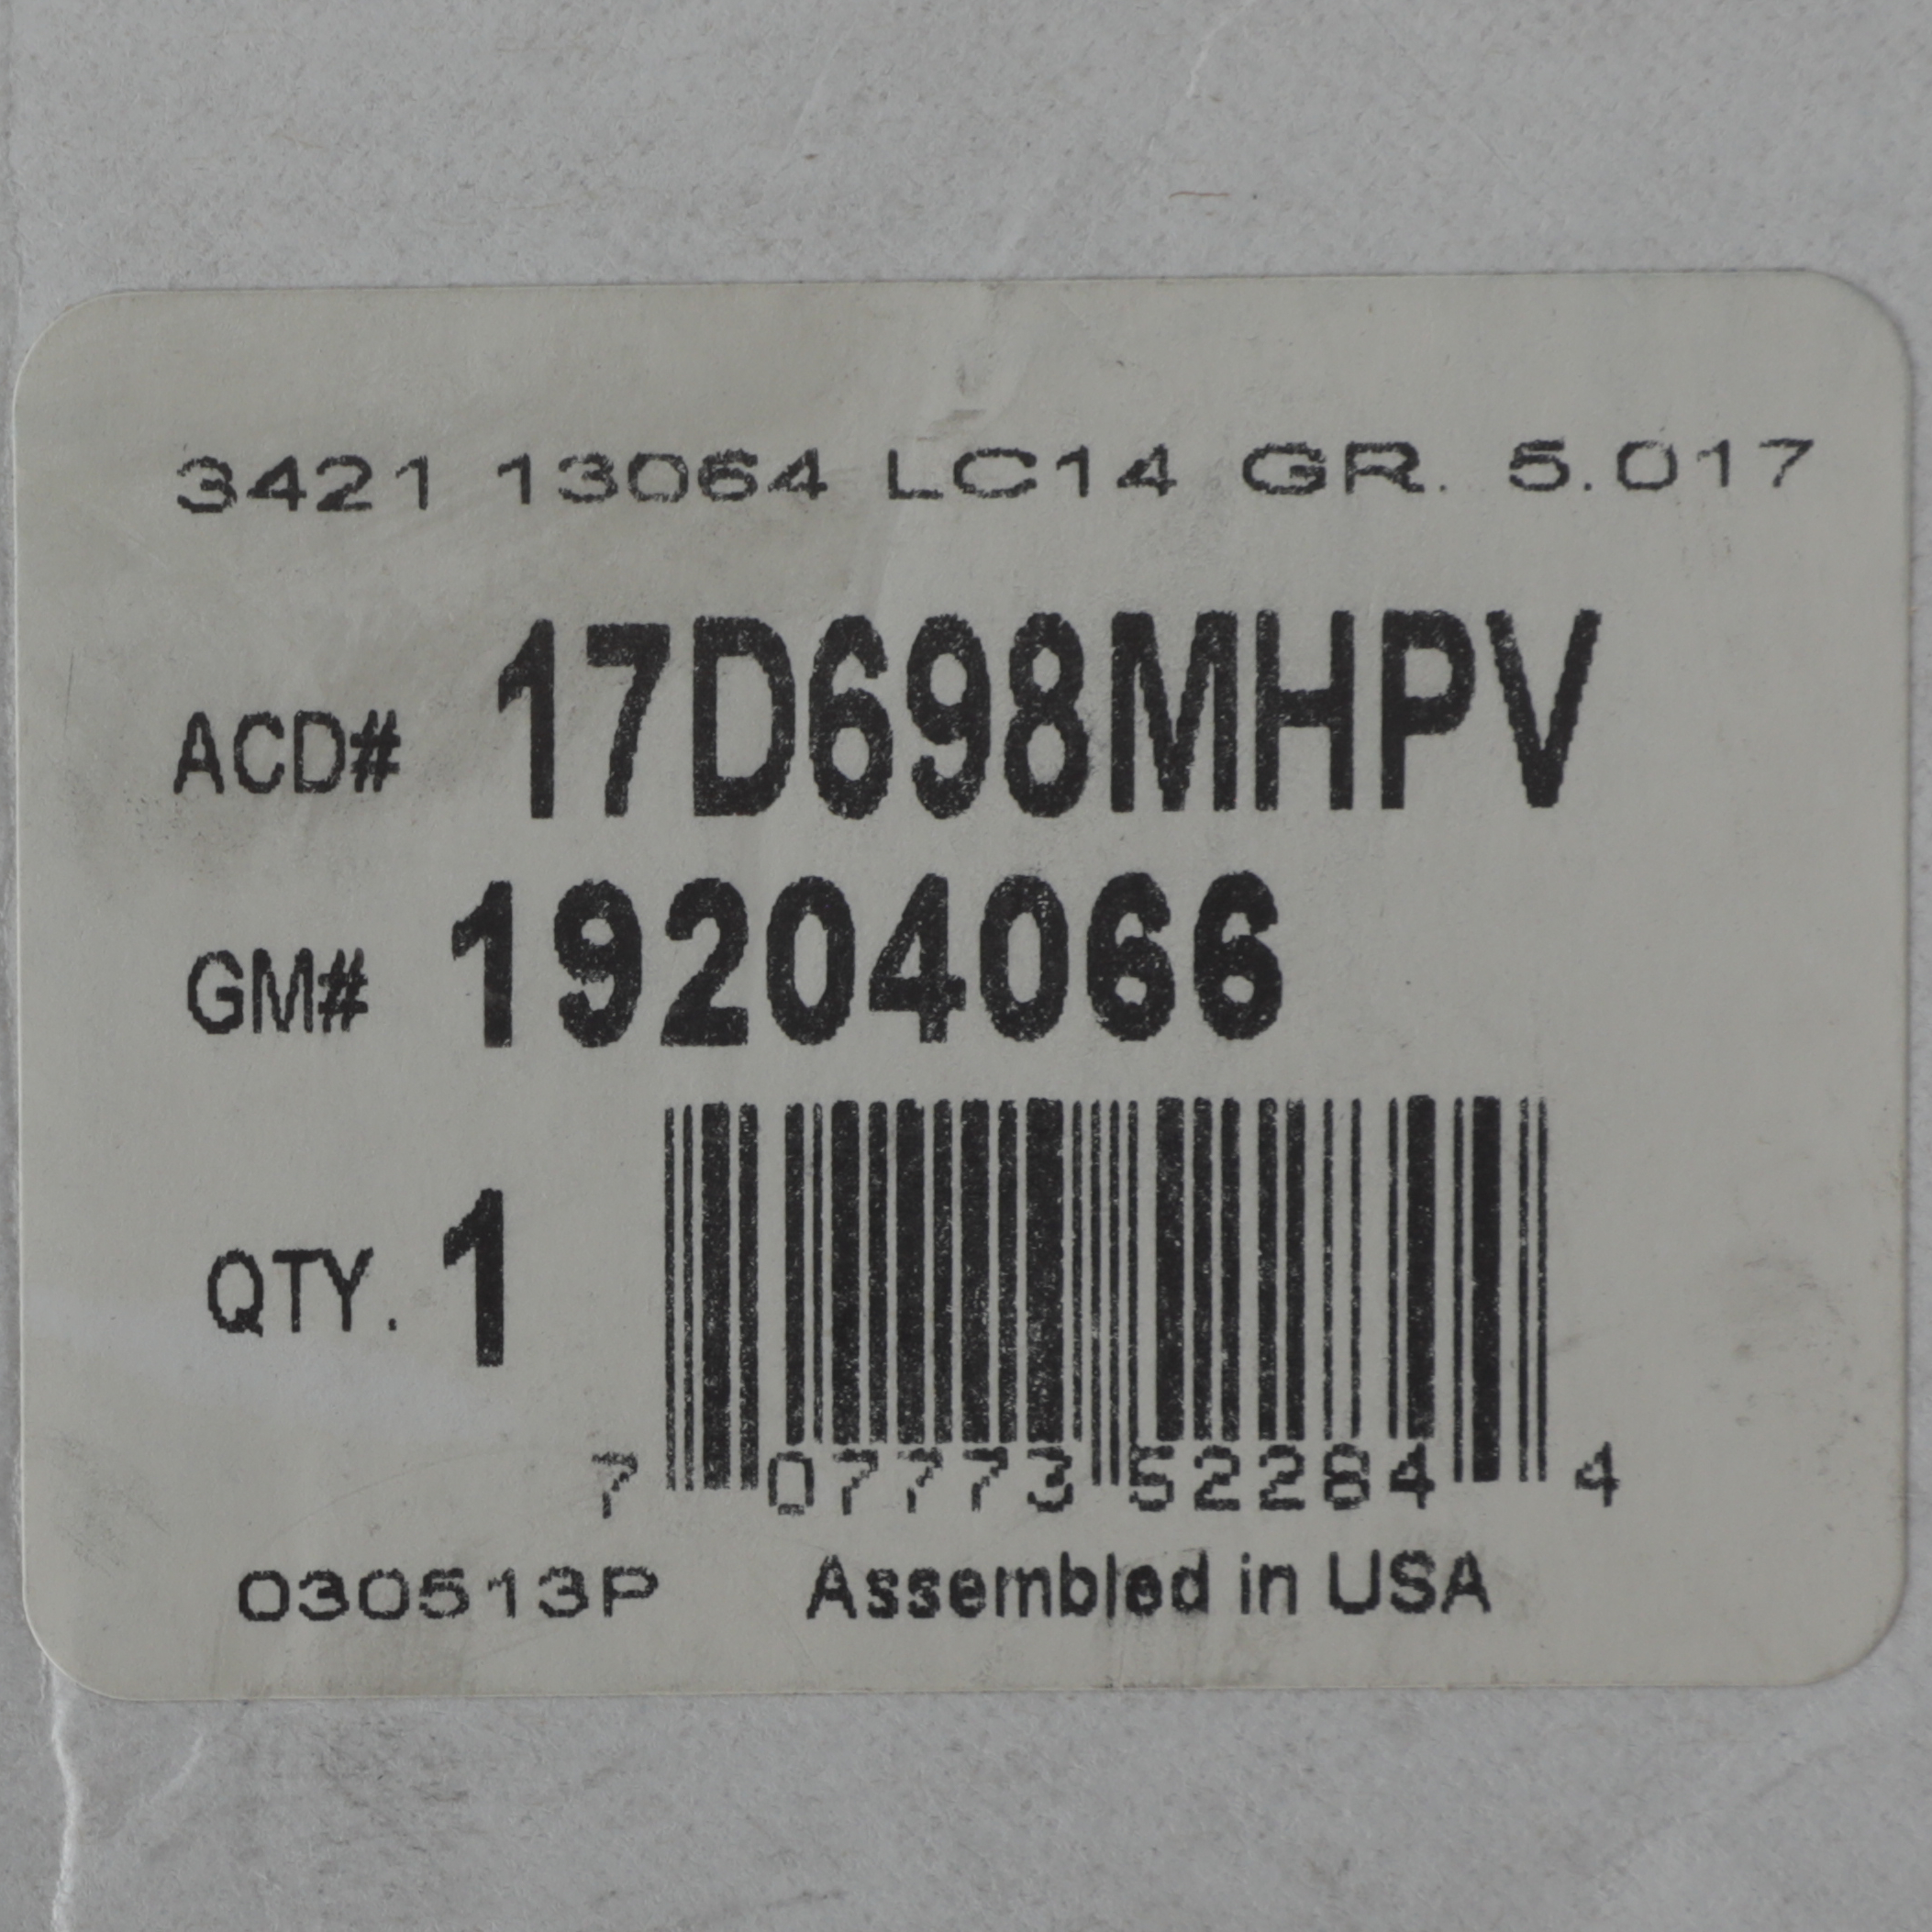 3421 13064 LC14 GR. 5.017
ACD# 17D698MHPV
GM# 19204066
QTY. 1
7 07773 52284 4
030513P Assembled in USA